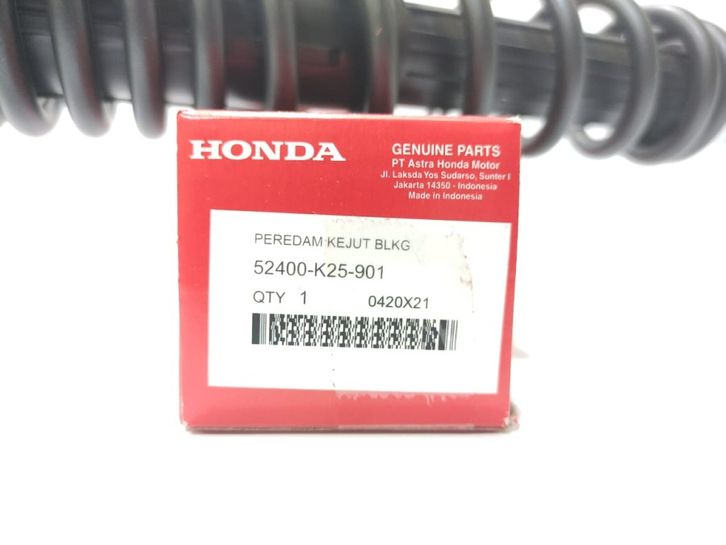 HONDA
GENUINE PARTS
PT Astra Honda Motor
Jl. Laksda Yos Sudarso, Sunter I
Jakarta 14350 - Indonesia
Made in Indonesia
PEREDAM KEJUT BLKG
52400-K25-901
QTY 1 0420X21